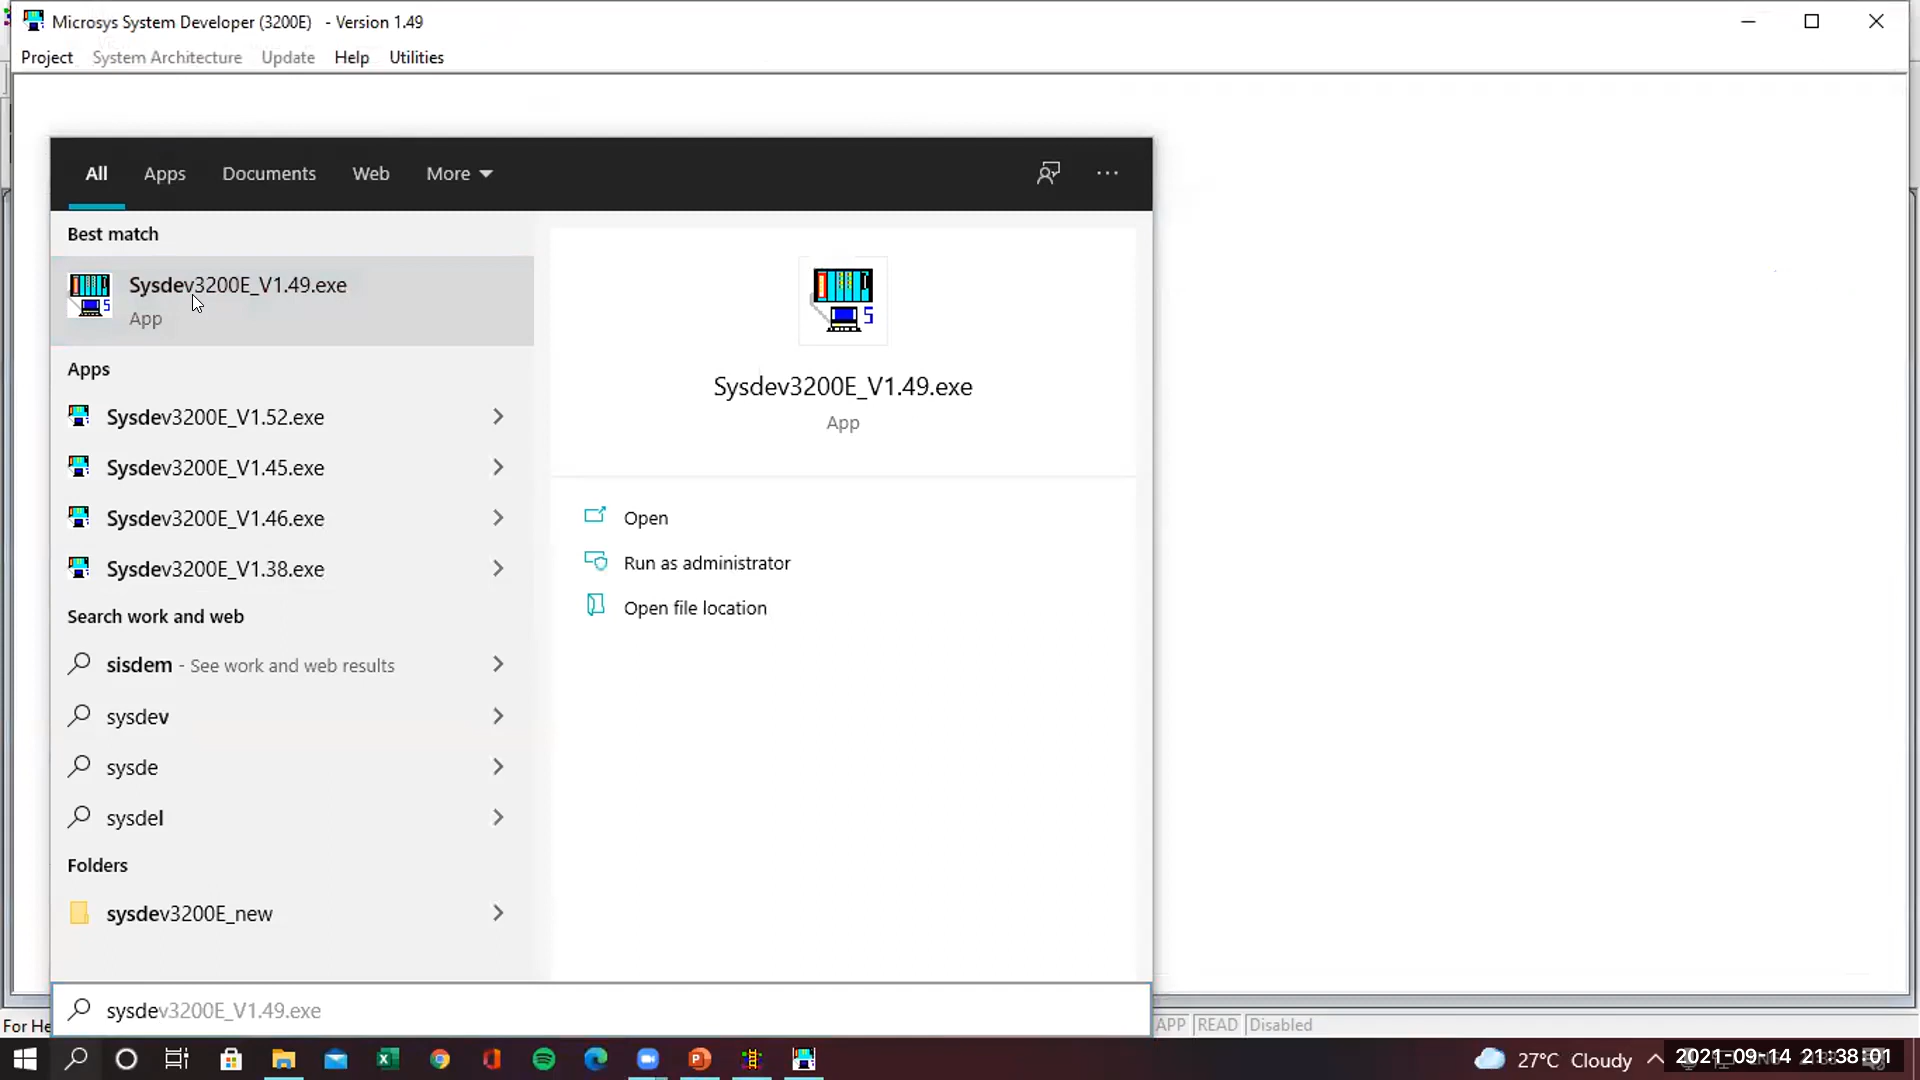 Microsys System Developer (3200E) - Version 1.49
Project System Architecture Update Help Utilities
All Apps Documents Web More
Best match
Sysdev3200E_V1.49.exe
App
Apps
Sysdev3200E_V1.52.exe
Sysdev3200E_V1.45.exe
Sysdev3200E_V1.46.exe
Sysdev3200E_V1.38.exe
Search work and web
sisdem - See work and web results
sysdev
sysde
sysdel
Folders
sysdev3200E_new
Sysdev3200E_V1.49.exe
App
Open
Run as administrator
Open file location
sysdev3200E_V1.49.exe
For He
APP READ Disabled
27°C Cloudy
2021-09-14 21:38:01